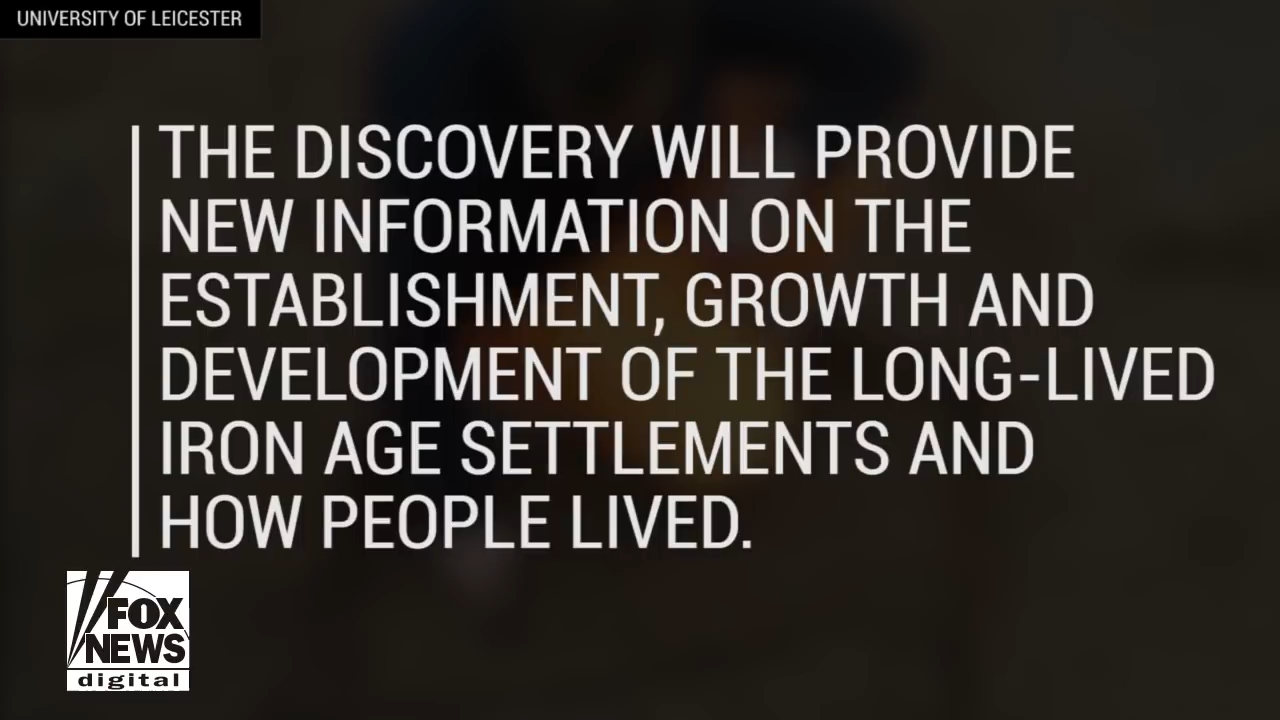 UNIVERSITY OF LEICESTER
THE DISCOVERY WILL PROVIDE
NEW INFORMATION ON THE
ESTABLISHMENT, GROWTH AND
DEVELOPMENT OF THE LONG-LIVED
IRON AGE SETTLEMENTS AND
HOW PEOPLE LIVED.
FOX
NEWS
digital